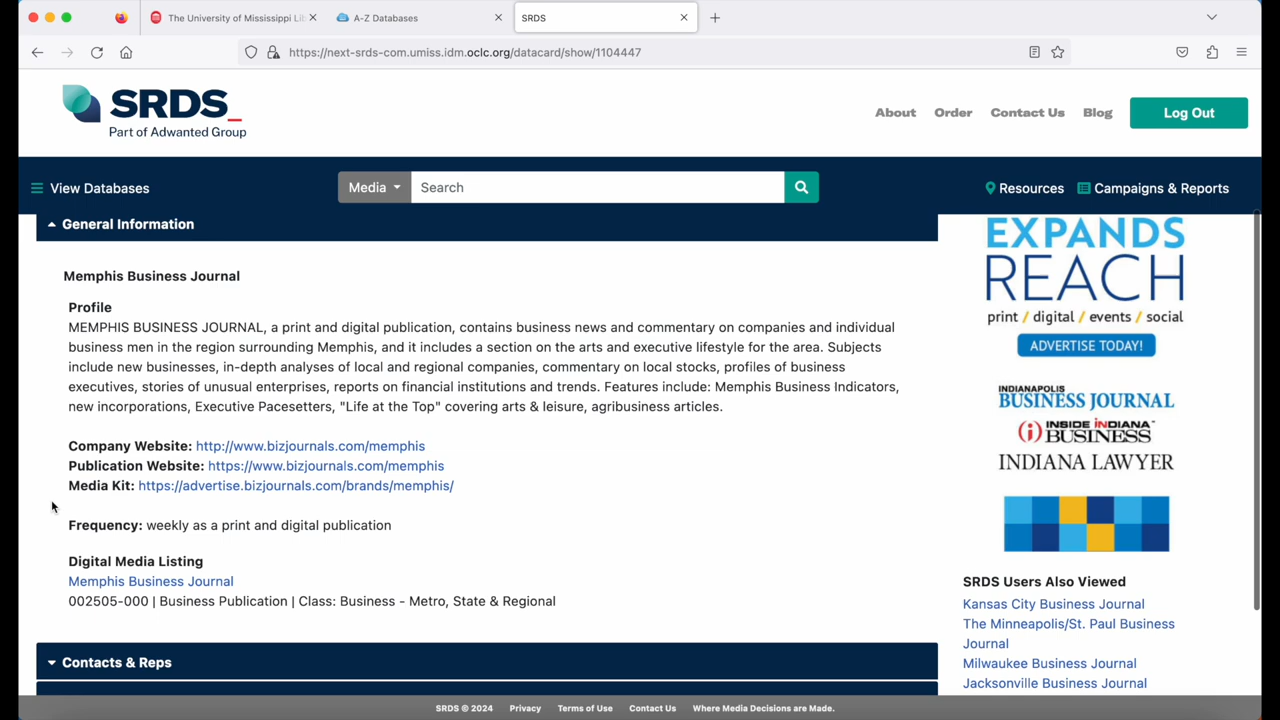 The University of Mississippi Li
A-Z Databases
SRDS
https://next-srds-com.umiss.idm.oclc.org/datacard/show/1104447
SRDS_
Part of Adwanted Group
About
Order
Contact Us
Blog
Log Out
View Databases
Media
Search
Resources
Campaigns & Reports
General Information
Memphis Business Journal
Profile
MEMPHIS BUSINESS JOURNAL, a print and digital publication, contains business news and commentary on companies and individual
business men in the region surrounding Memphis, and it includes a section on the arts and executive lifestyle for the area. Subjects
include new businesses, in-depth analyses of local and regional companies, commentary on local stocks, profiles of business
executives, stories of unusual enterprises, reports on financial institutions and trends. Features include: Memphis Business Indicators,
new incorporations, Executive Pacesetters, "Life at the Top" covering arts & leisure, agribusiness articles.
Company Website: http://www.bizjournals.com/memphis
Publication Website: https://www.bizjournals.com/memphis
Media Kit: https://advertise.bizjournals.com/brands/memphis/
Frequency: weekly as a print and digital publication
Digital Media Listing
Memphis Business Journal
002505-000 | Business Publication | Class: Business - Metro, State & Regional
Contacts & Reps
EXPANDS
REACH
print / digital / events / social
ADVERTISE TODAY!
INDIANAPOLIS
BUSINESS JOURNAL
INSIDE INDIANA
BUSINESS
INDIANA LAWYER
SRDS Users Also Viewed
Kansas City Business Journal
The Minneapolis/St. Paul Business
Journal
Milwaukee Business Journal
Jacksonville Business Journal
SRDS © 2024
Privacy
Terms of Use
Contact Us
Where Media Decisions are Made.